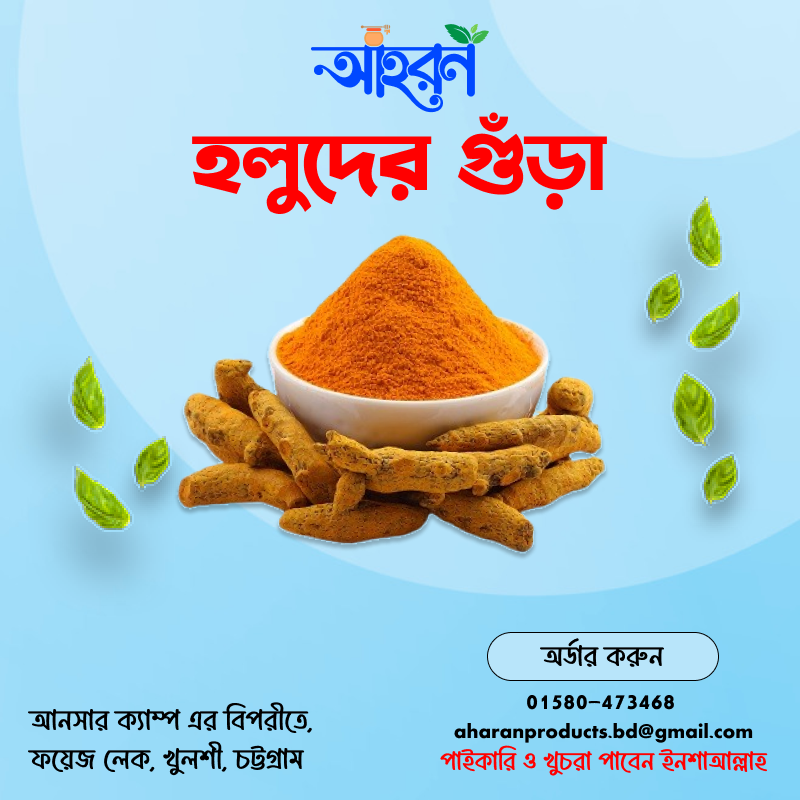 আহরন
হলুদের গুঁড়া
অর্ডার করুন
01580-473468
aharanproducts.bd@gmail.com
পাইকারি ও খুচরা পাবেন ইনশাআল্লাহ
আনসার ক্যাম্প এর বিপরীতে,
ফয়েজ লেক, খুলশী, চট্টগ্রাম